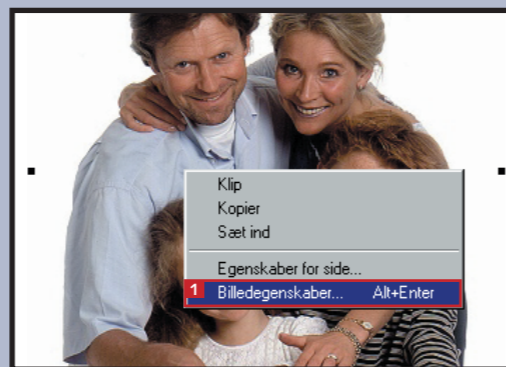 Klip
Kopier
Sæt ind
Egenskaber for side...
1 Billedegenskaber... Alt+Enter